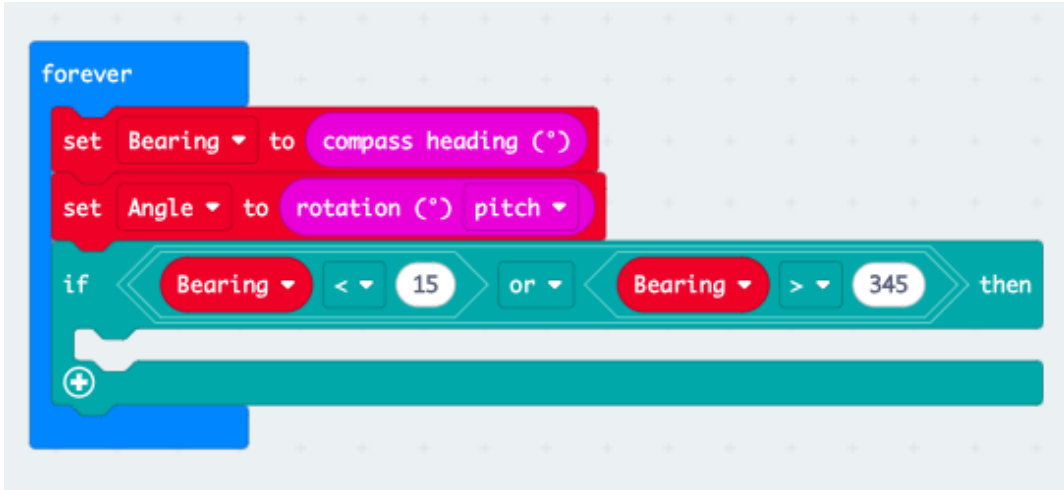 forever
set Bearing to compass heading (°)
set Angle to rotation (°) pitch
if Bearing < 15 or Bearing > 345 then